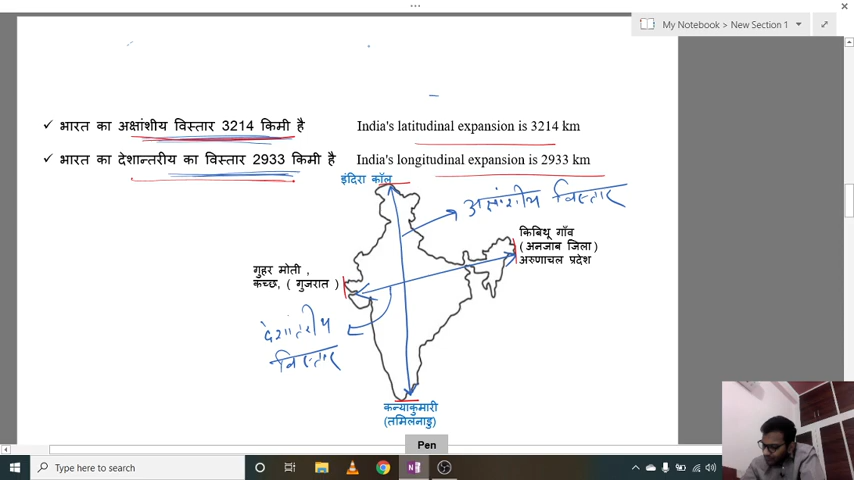 My Notebook > New Section 1
✓ भारत का अक्षांशीय विस्तार 3214 किमी है
India's latitudinal expansion is 3214 km
✓ भारत का देशान्तरीय का विस्तार 2933 किमी है
India's longitudinal expansion is 2933 km
इंदिरा कॉल
अक्षांशीय विस्तार
किबिथू गाँव
(अनजाब जिला)
अरुणाचल प्रदेश
गुहर मोती ,
कच्छ, ( गुजरात )
देशांतरीय
विस्तार
कन्याकुमारी
(तमिलनाडु)
Pen
Type here to search